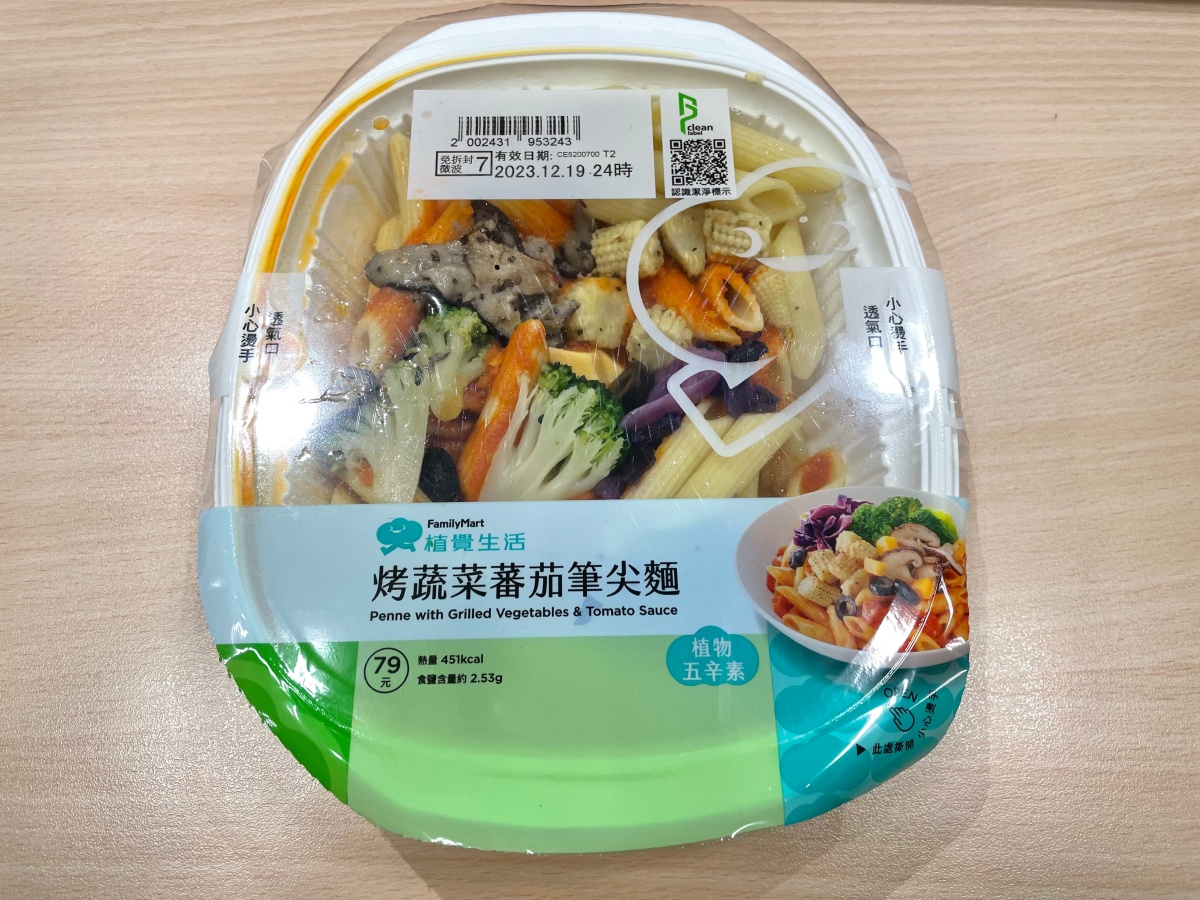 2 002431 953243
免拆封
微波 7
有效日期: CE5200700 T2
2023.12.19 24時
clean
label
認識潔淨標示
透氣口
小心燙手
透氣口
小心燙手
FamilyMart
植覺生活
烤蔬菜蕃茄筆尖麵
Penne with Grilled Vegetables & Tomato Sauce
79
元
熱量 451kcal
食鹽含量約 2.53g
植物
五辛素
OPEN
小心燙手
▶ 此處撕開